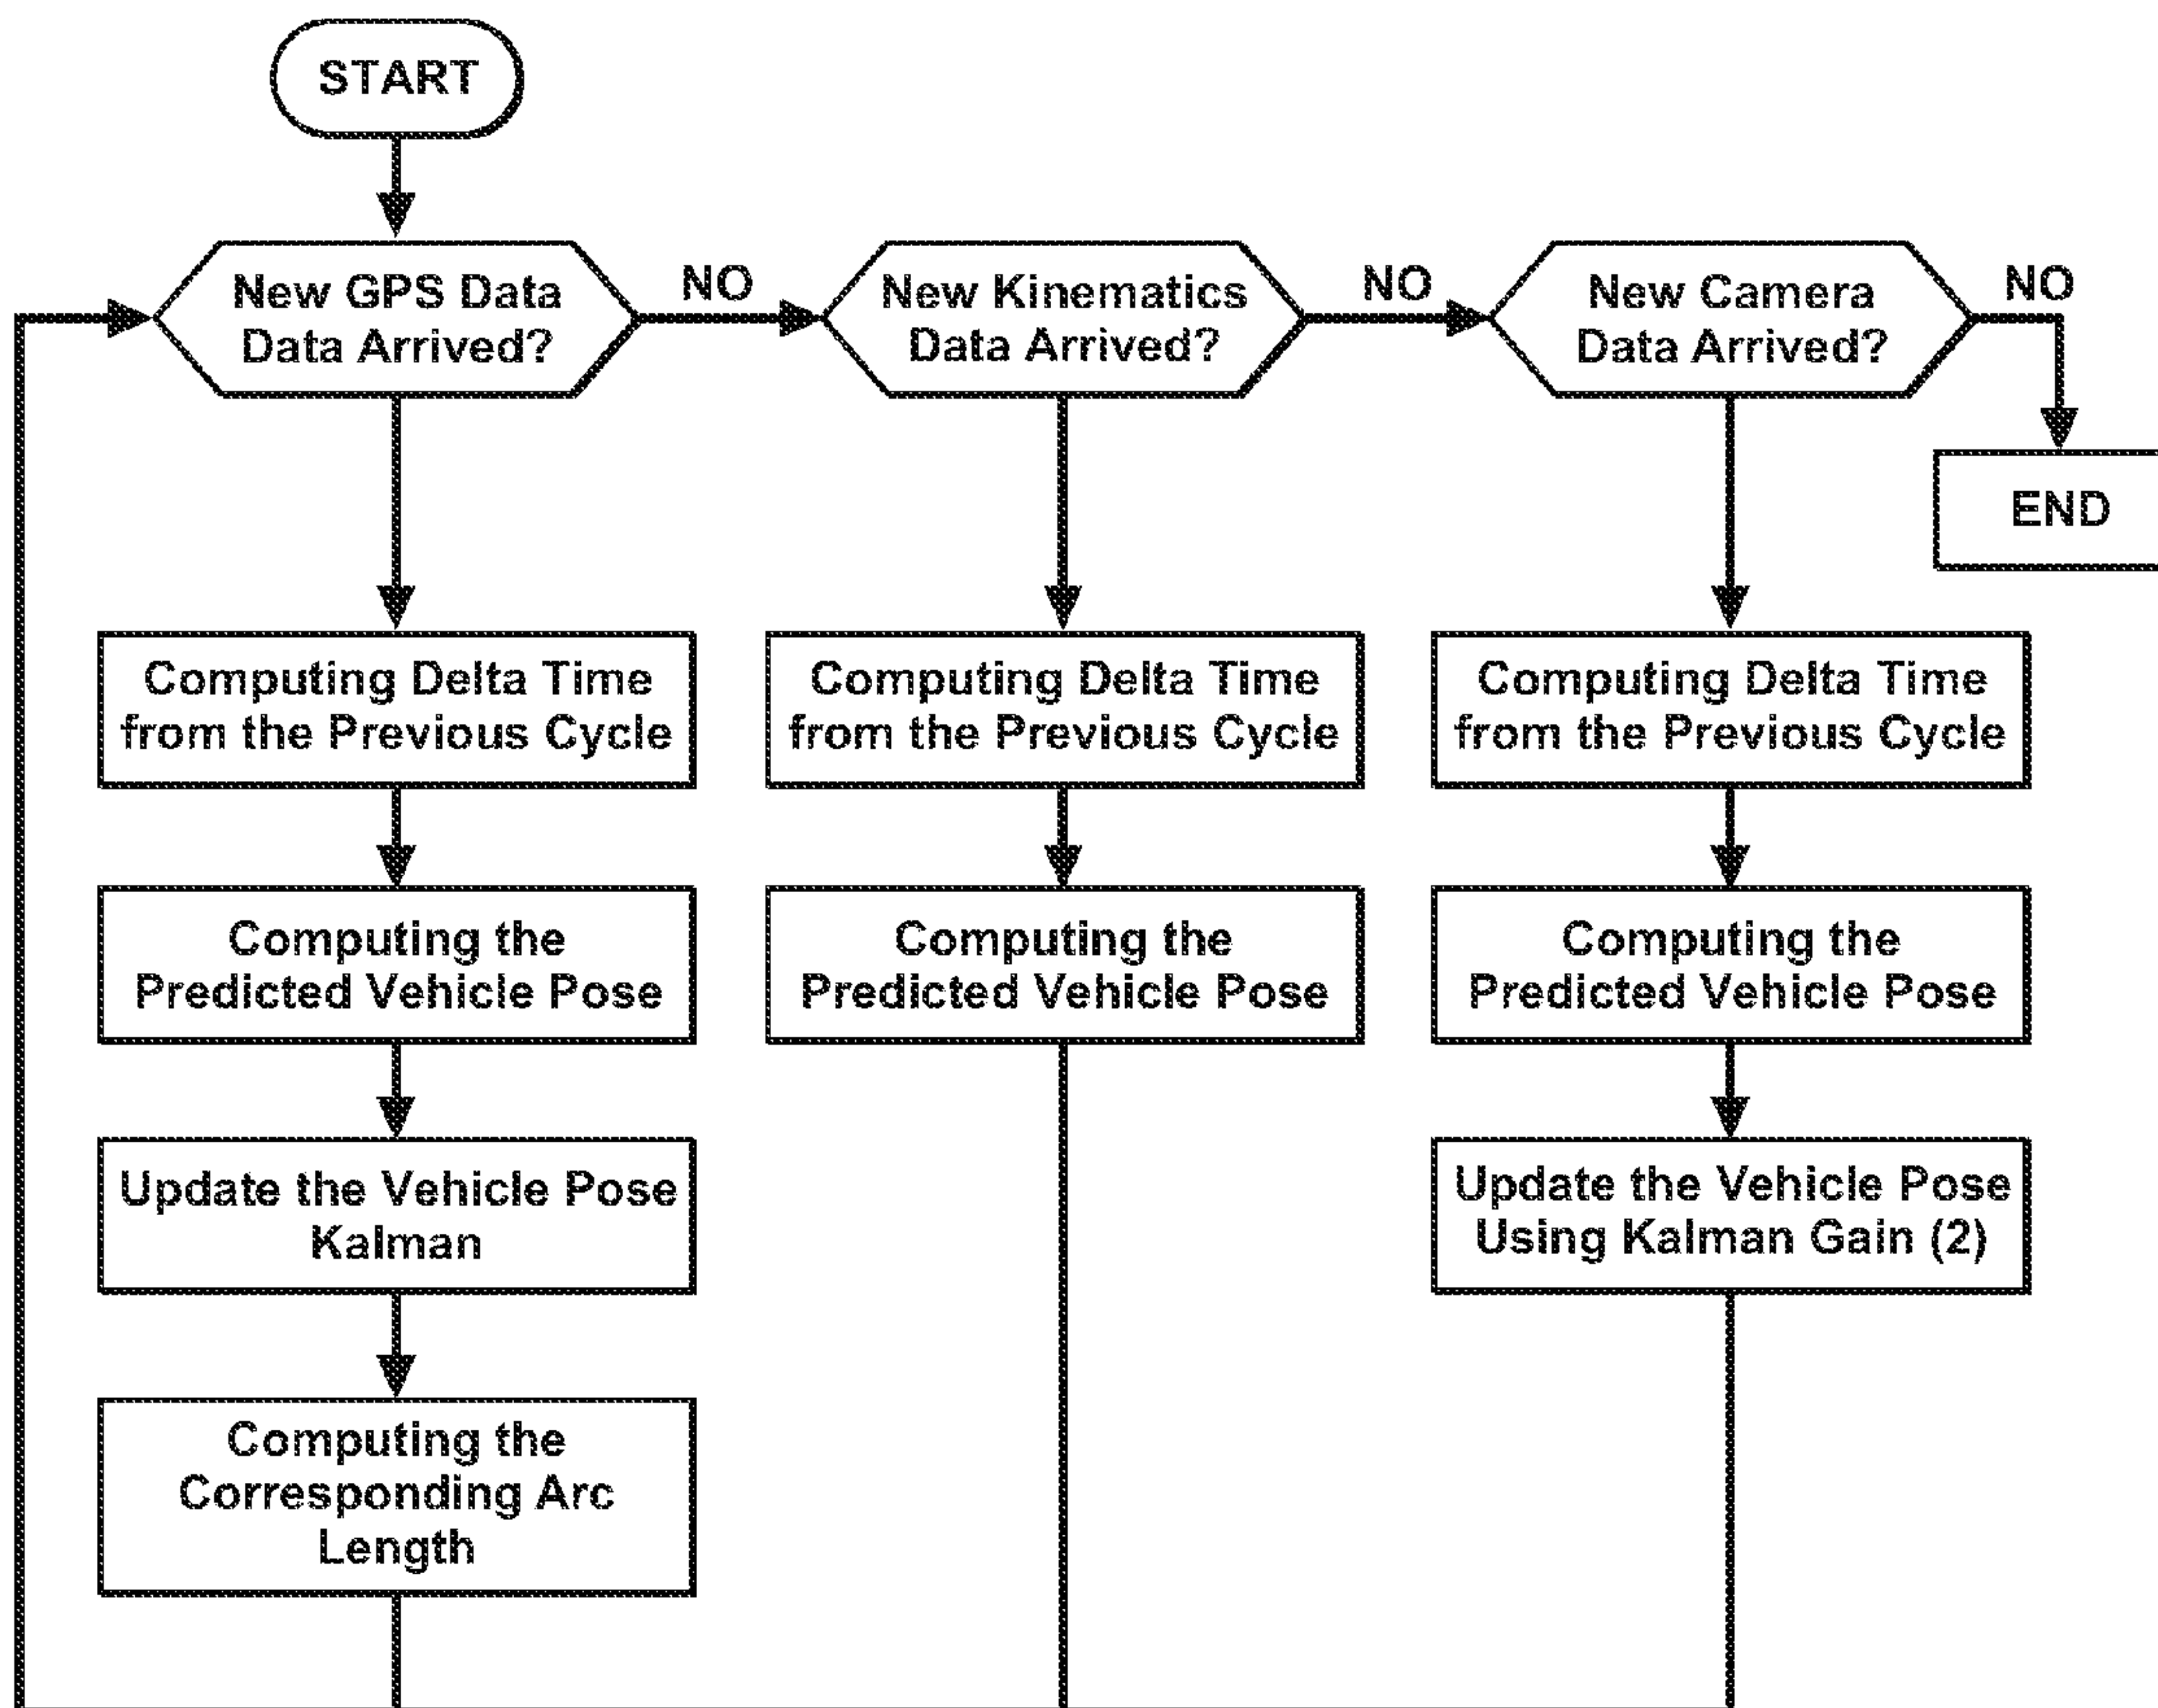 START
New GPS Data
Data Arrived?
NO
New Kinematics
Data Arrived?
NO
New Camera
Data Arrived?
NO
END
Computing Delta Time
from the Previous Cycle
Computing Delta Time
from the Previous Cycle
Computing Delta Time
from the Previous Cycle
Computing the
Predicted Vehicle Pose
Computing the
Predicted Vehicle Pose
Computing the
Predicted Vehicle Pose
Update the Vehicle Pose
Kalman
Update the Vehicle Pose
Using Kalman Gain (2)
Computing the
Corresponding Arc
Length